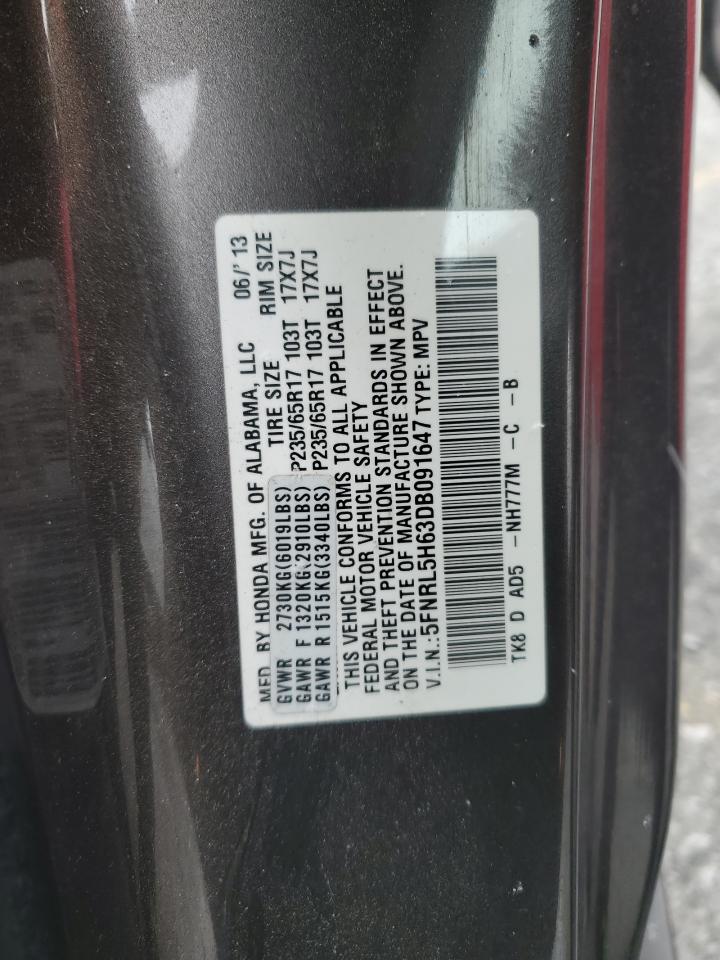 MFD BY HONDA MFG. OF ALABAMA, LLC 06/'13
TIRE SIZE RIM SIZE
GVWR 2730KG(6019LBS)
GAWR F 1320KG(2910LBS) P235/65R17 103T 17X7J
GAWR R 1515KG(3340LBS) P235/65R17 103T 17X7J
THIS VEHICLE CONFORMS TO ALL APPLICABLE
FEDERAL MOTOR VEHICLE SAFETY
AND THEFT PREVENTION STANDARDS IN EFFECT
ON THE DATE OF MANUFACTURE SHOWN ABOVE.
V.I.N.:5FNRL5H63DB091647 TYPE: MPV
TK8 D AD5 -NH777M -C -B